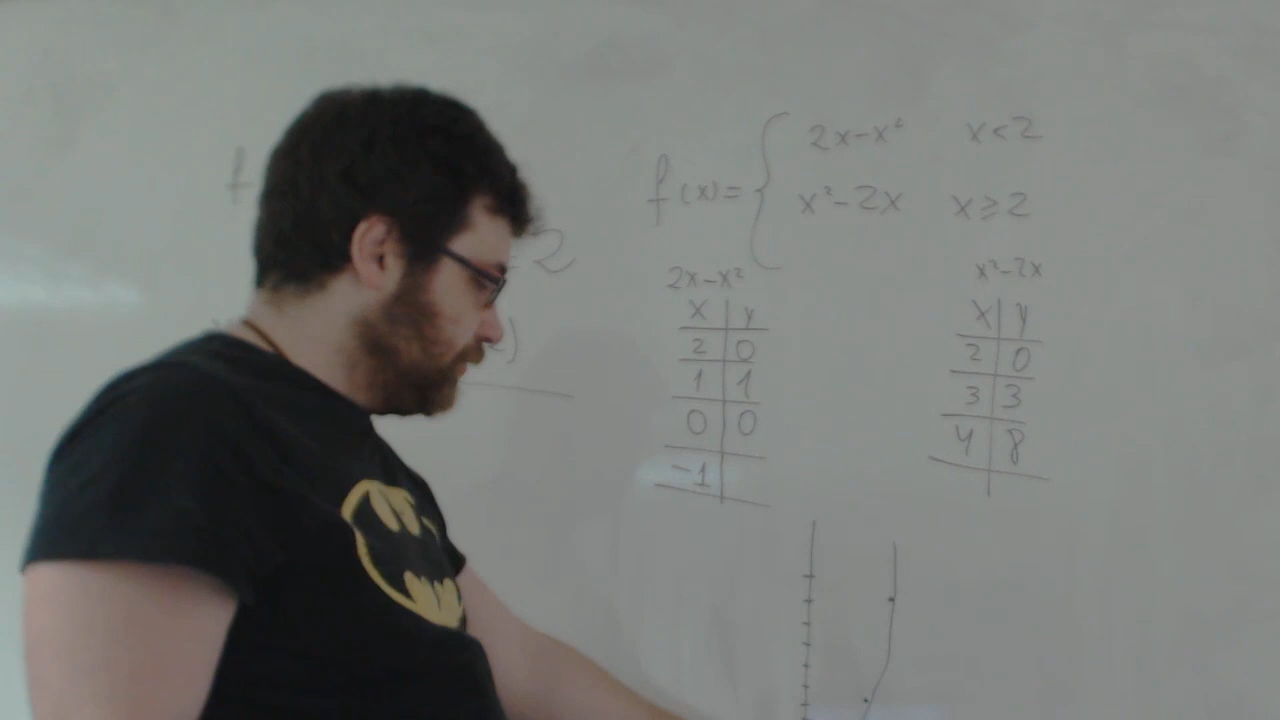 f
2
)
f(x)= { 2x-x² x<2
x²-2x x≥2
2x-x²
x y
2 0
1 1
0 0
-1
x²-2x
x y
2 0
3 3
4 8